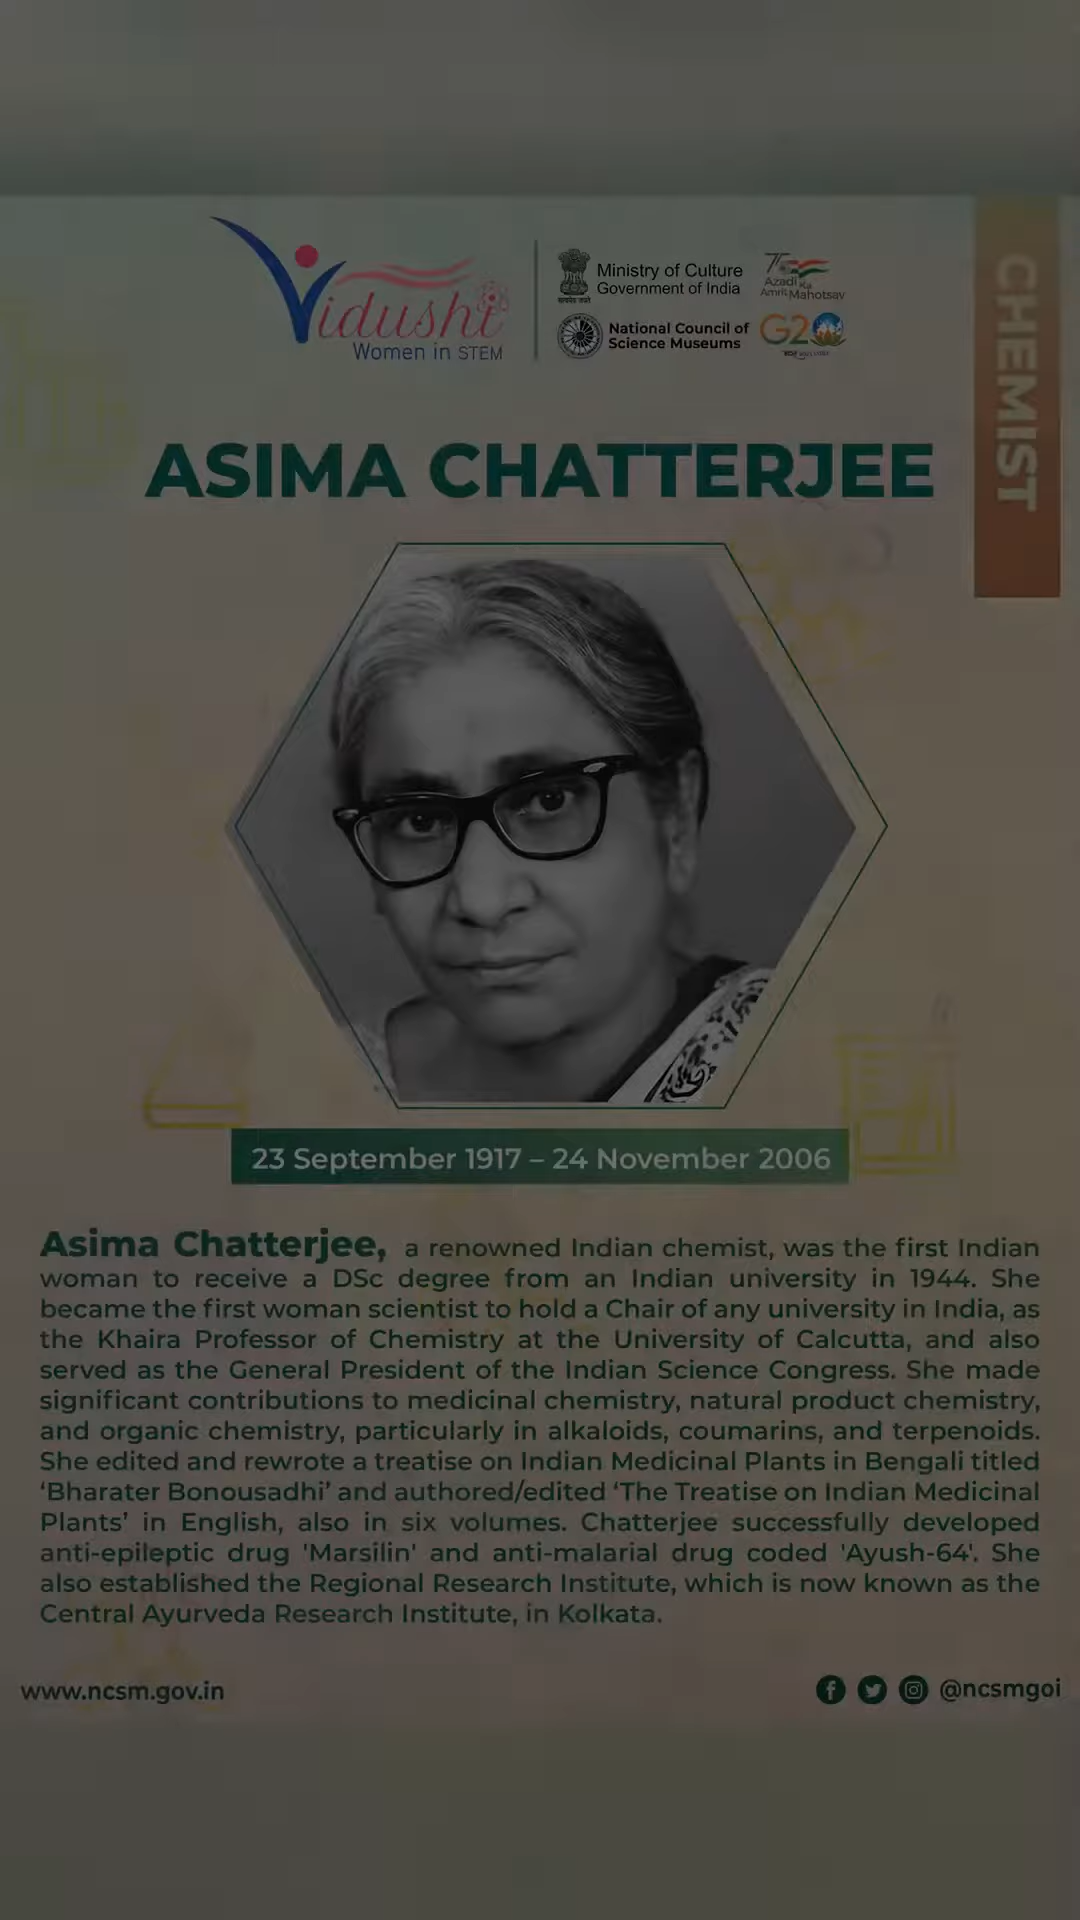 Vidushi
Women in STEM
Ministry of Culture
Government of India
75
Azadi Ka
Amrit Mahotsav
National Council of
Science Museums
G20
CHEMIST
ASIMA CHATTERJEE
23 September 1917 – 24 November 2006
Asima Chatterjee, a renowned Indian chemist, was the first Indian
woman to receive a DSc degree from an Indian university in 1944. She
became the first woman scientist to hold a Chair of any university in India, as
the Khaira Professor of Chemistry at the University of Calcutta, and also
served as the General President of the Indian Science Congress. She made
significant contributions to medicinal chemistry, natural product chemistry,
and organic chemistry, particularly in alkaloids, coumarins, and terpenoids.
She edited and rewrote a treatise on Indian Medicinal Plants in Bengali titled
‘Bharater Bonousadhi’ and authored/edited ‘The Treatise on Indian Medicinal
Plants’ in English, also in six volumes. Chatterjee successfully developed
anti-epileptic drug 'Marsilin' and anti-malarial drug coded 'Ayush-64'. She
also established the Regional Research Institute, which is now known as the
Central Ayurveda Research Institute, in Kolkata.
www.ncsm.gov.in
@ncsmgoi